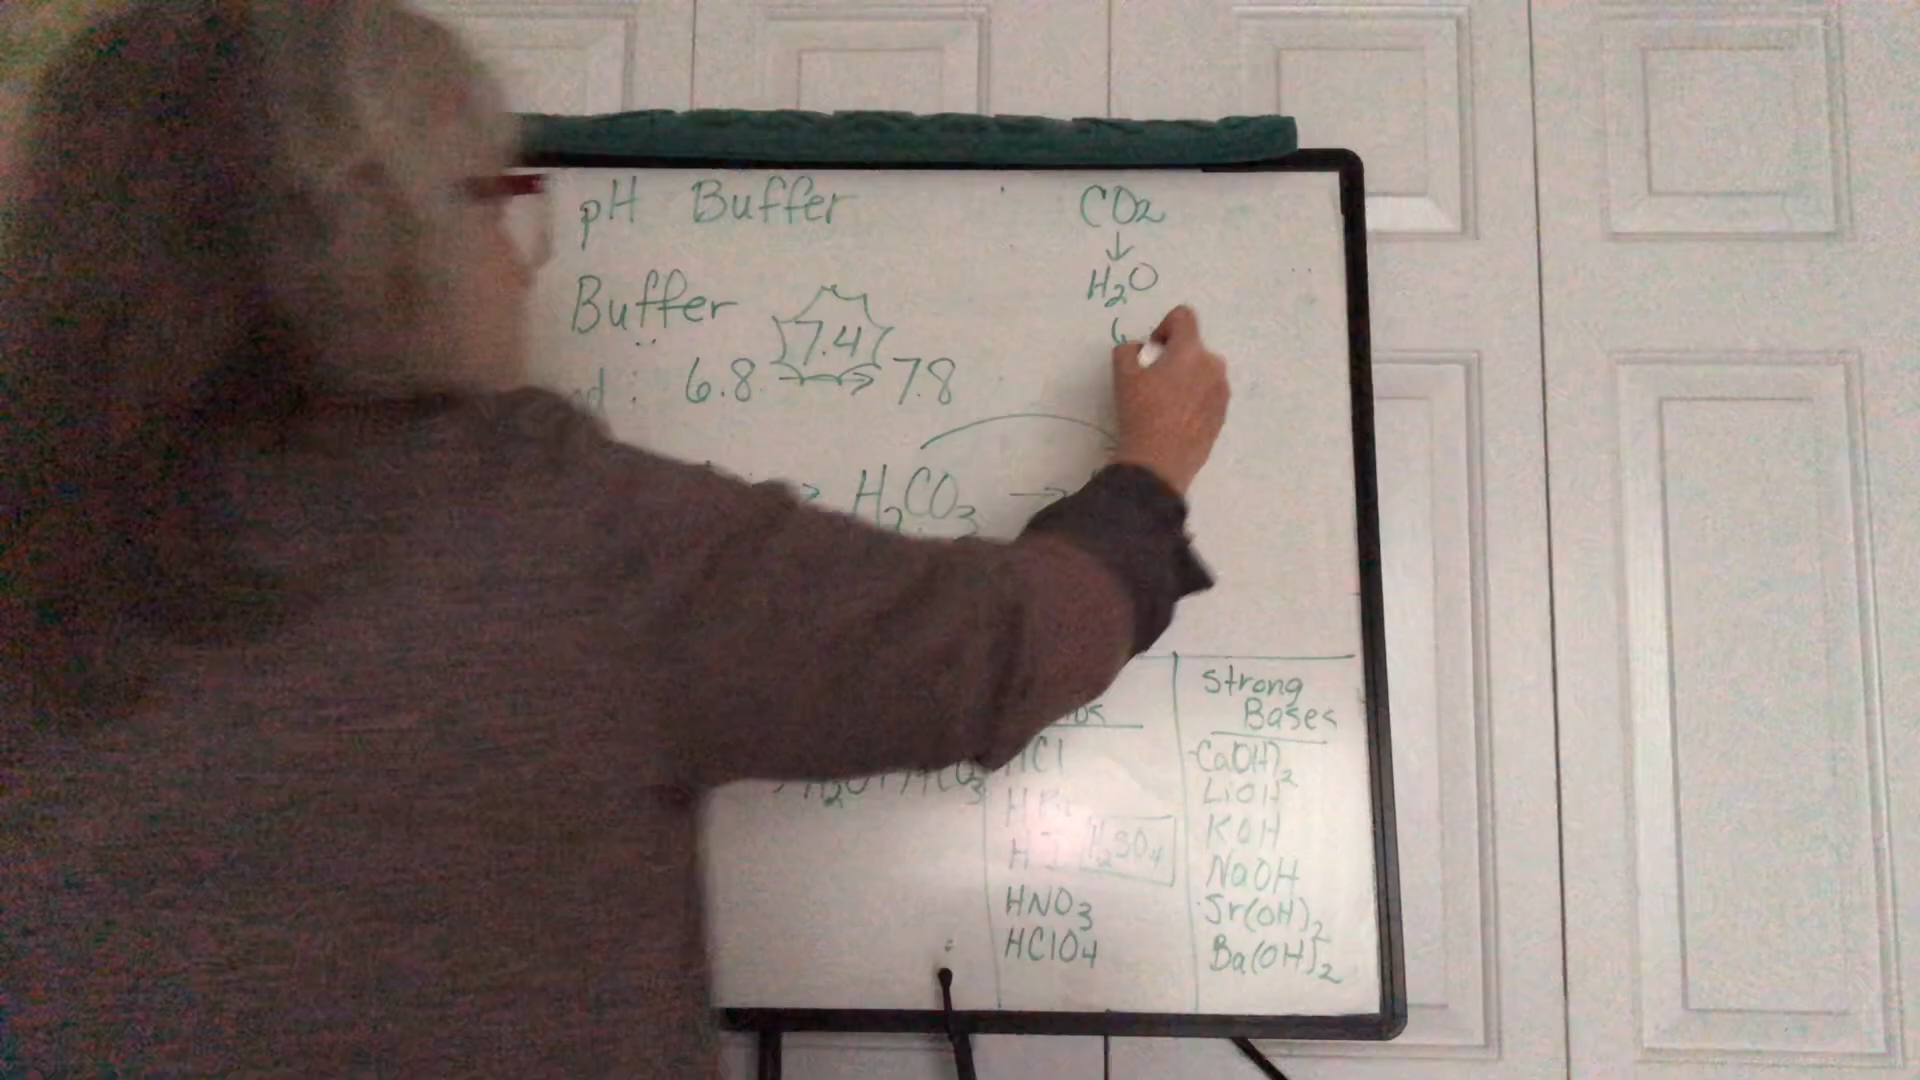 pH Buffer
CO2
↓
H2O
Buffer
7.4
6.8 → 7.8
→ H2CO3 →
Strong
Bases
HCl
Ca(OH)2
LiOH
H2SO4
KOH
NaOH
HNO3
Sr(OH)2
HClO4
Ba(OH)2